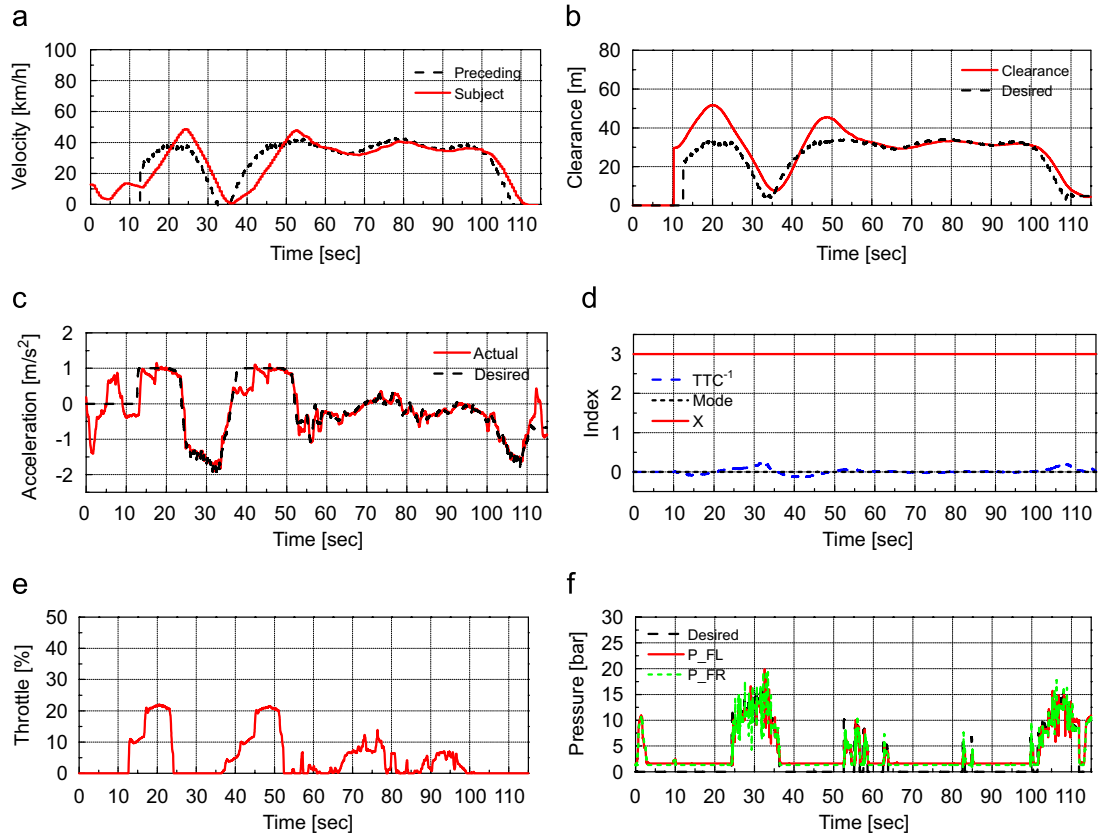 a
100
80
60
40
20
0
Velocity [km/h]
Preceding
Subject
0 10 20 30 40 50 60 70 80 90 100 110
Time [sec]
b
80
60
40
20
0
Clearance [m]
Clearance
Desired
0 10 20 30 40 50 60 70 80 90 100 110
Time [sec]
c
2
1
0
-1
-2
Acceleration [m/s²]
Actual
Desired
0 10 20 30 40 50 60 70 80 90 100 110
Time [sec]
d
3
2
1
0
Index
TTC⁻¹
Mode
X
0 10 20 30 40 50 60 70 80 90 100 110
Time [sec]
e
50
40
30
20
10
0
Throttle [%]
0 10 20 30 40 50 60 70 80 90 100 110
Time [sec]
f
30
25
20
15
10
5
0
Pressure [bar]
Desired
P_FL
P_FR
0 10 20 30 40 50 60 70 80 90 100 110
Time [sec]